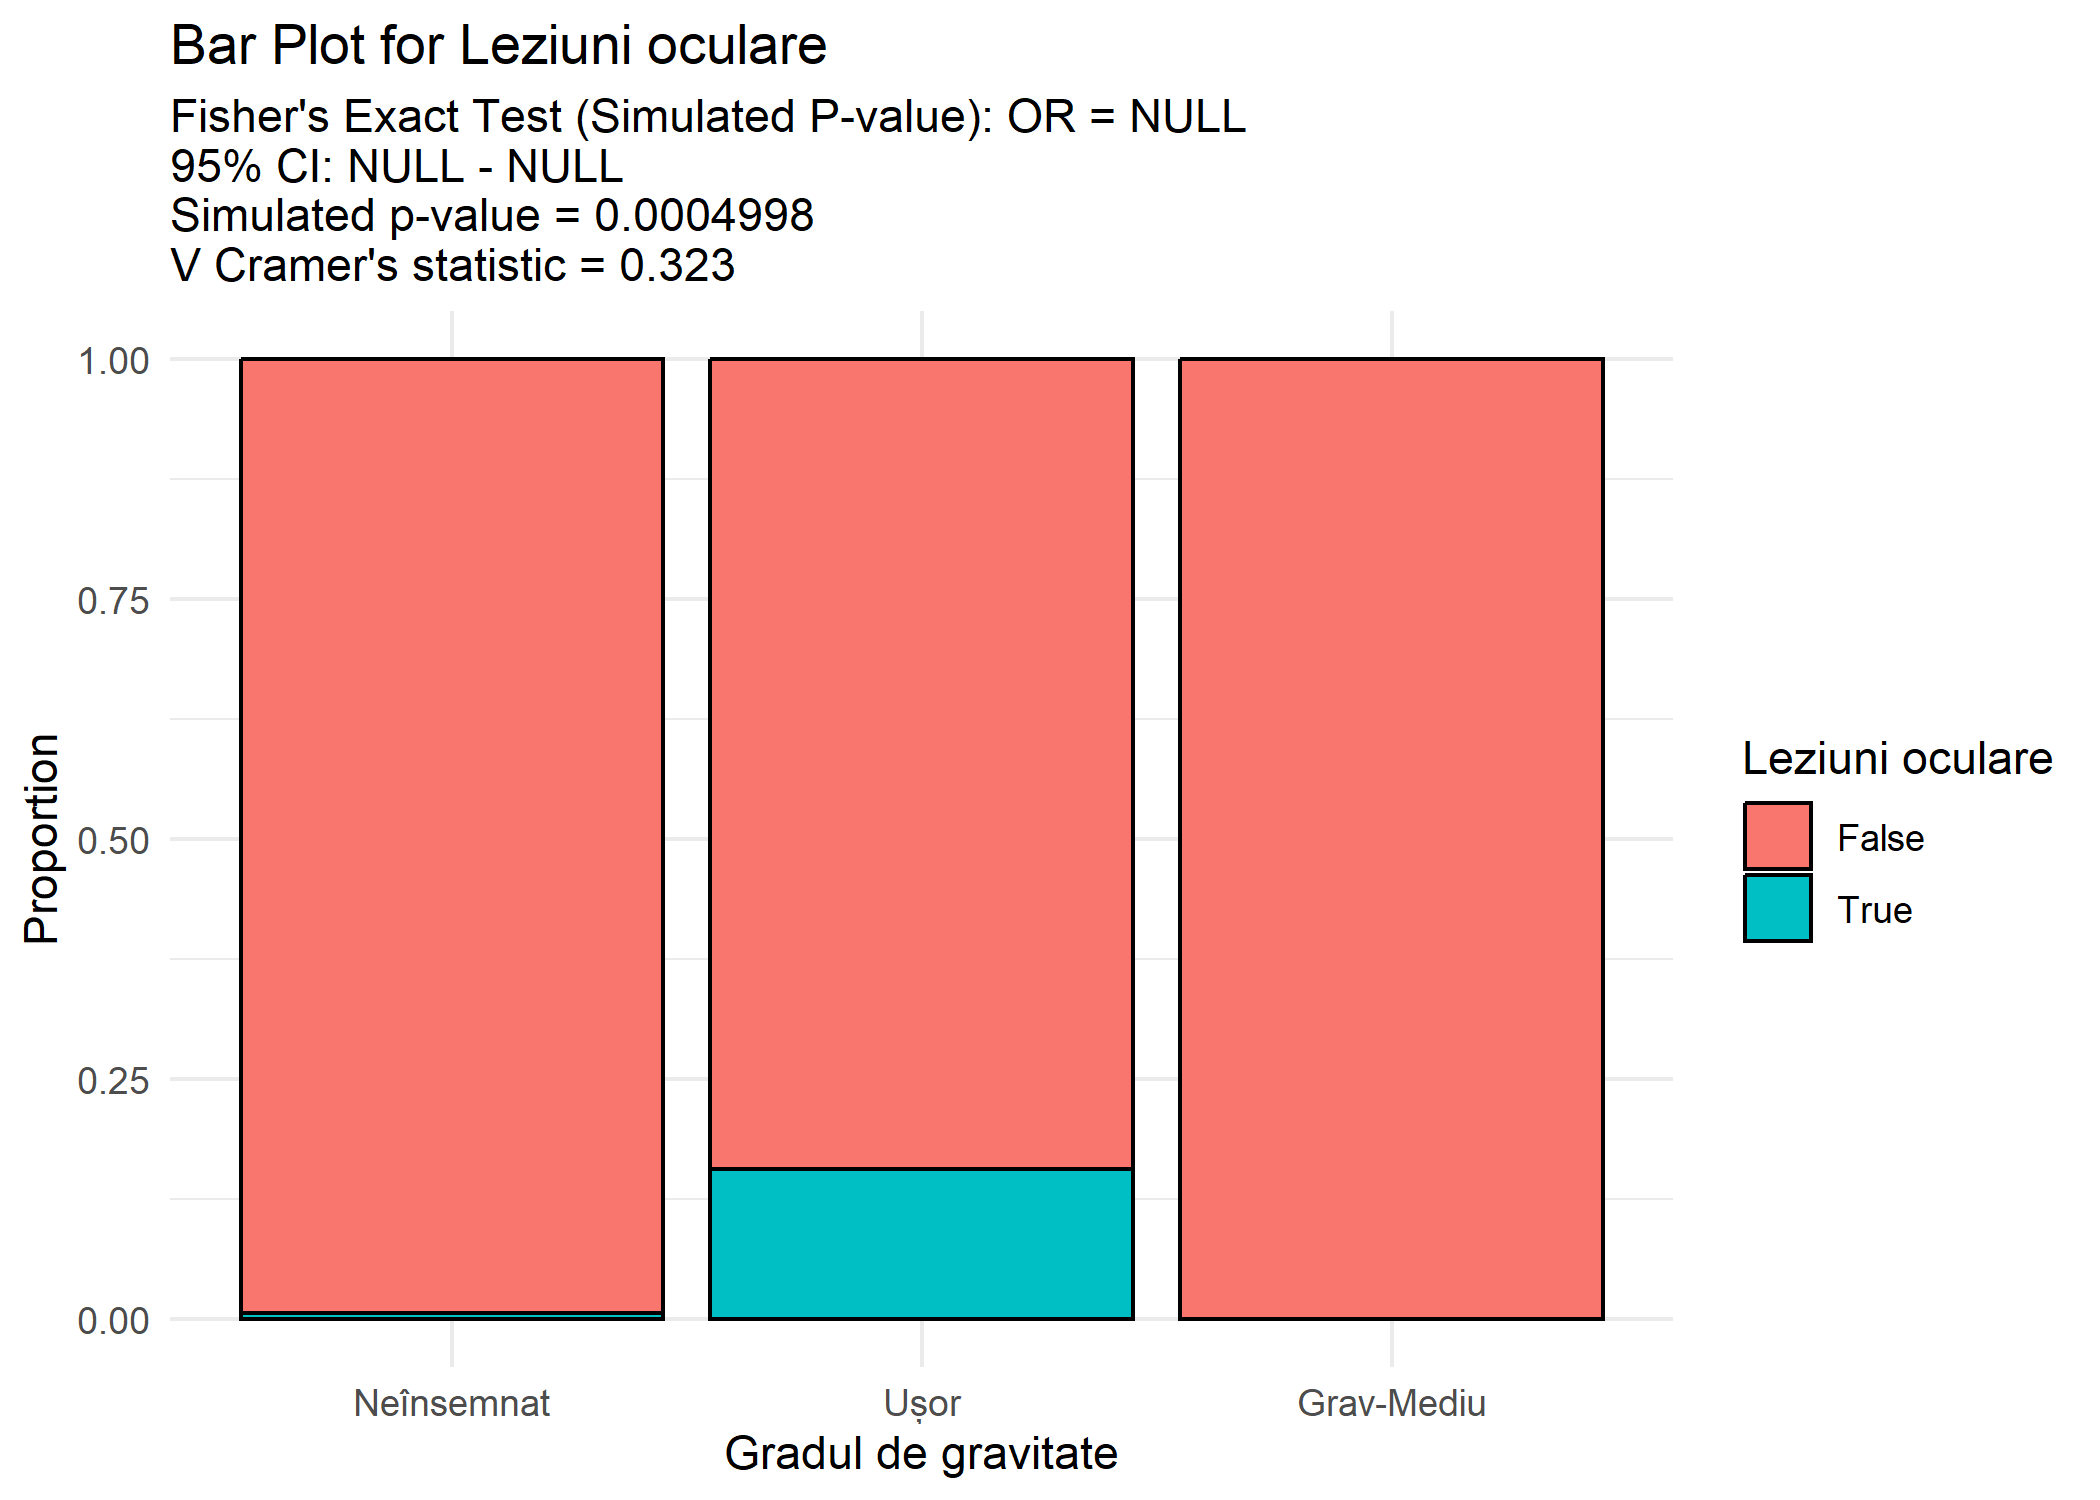 Bar Plot for Leziuni oculare
Fisher's Exact Test (Simulated P-value): OR = NULL
95% CI: NULL - NULL
Simulated p-value = 0.0004998
V Cramer's statistic = 0.323
1.00
0.75
0.50
0.25
0.00
Proportion
Neînsemnat
Ușor
Grav-Mediu
Gradul de gravitate
Leziuni oculare
False
True